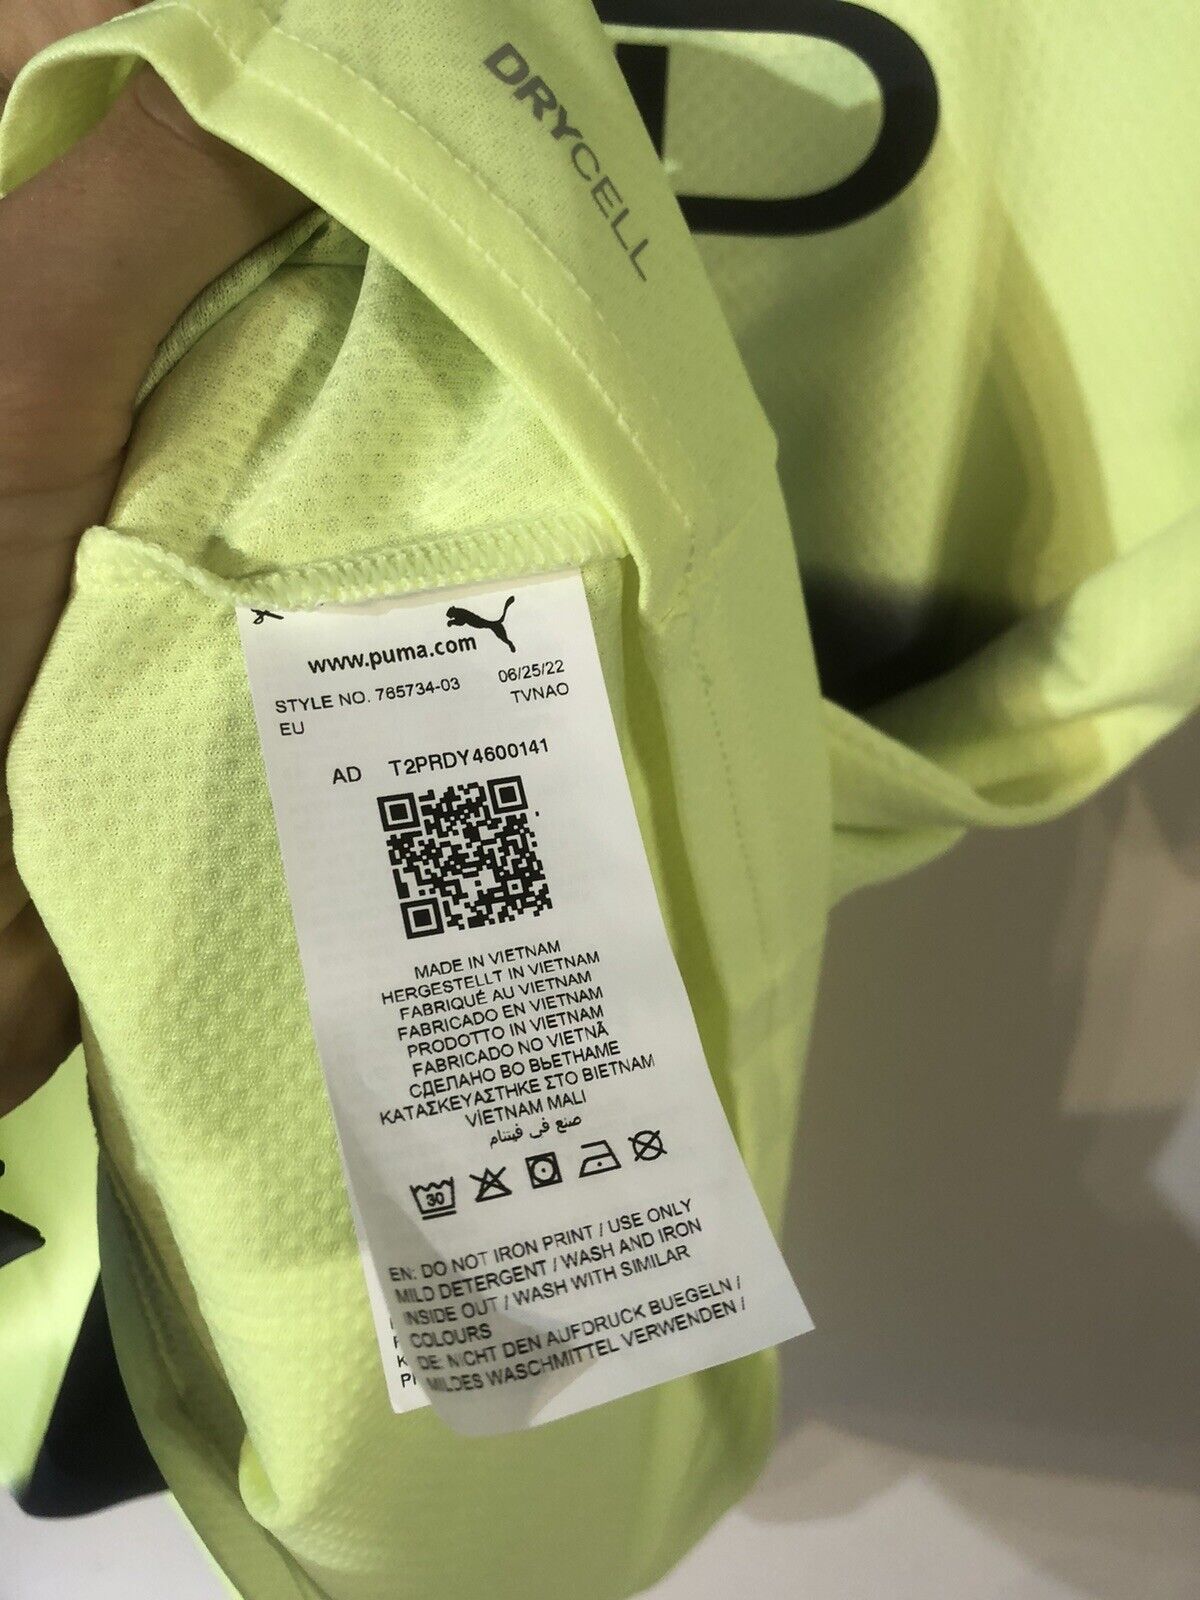 DRYCELL
www.puma.com
STYLE NO. 765734-03 06/25/22
EU TVNAO
AD T2PRDY4600141
MADE IN VIETNAM
HERGESTELLT IN VIETNAM
FABRIQUÉ AU VIETNAM
FABRICADO EN VIETNAM
PRODOTTO IN VIETNAM
FABRICADO NO VIETNÃ
СДЕЛАНО ВО ВЬЕТНАМЕ
ΚΑΤΑΣΚΕΥΑΣΤΗΚΕ ΣΤΟ ΒΙΕΤΝΑΜ
VİETNAM MALI
صنع في فيتنام
30
EN: DO NOT IRON PRINT / USE ONLY
MILD DETERGENT / WASH AND IRON
INSIDE OUT / WASH WITH SIMILAR
COLOURS
DE: NICHT DEN AUFDRUCK BUEGELN /
MILDES WASCHMITTEL VERWENDEN /